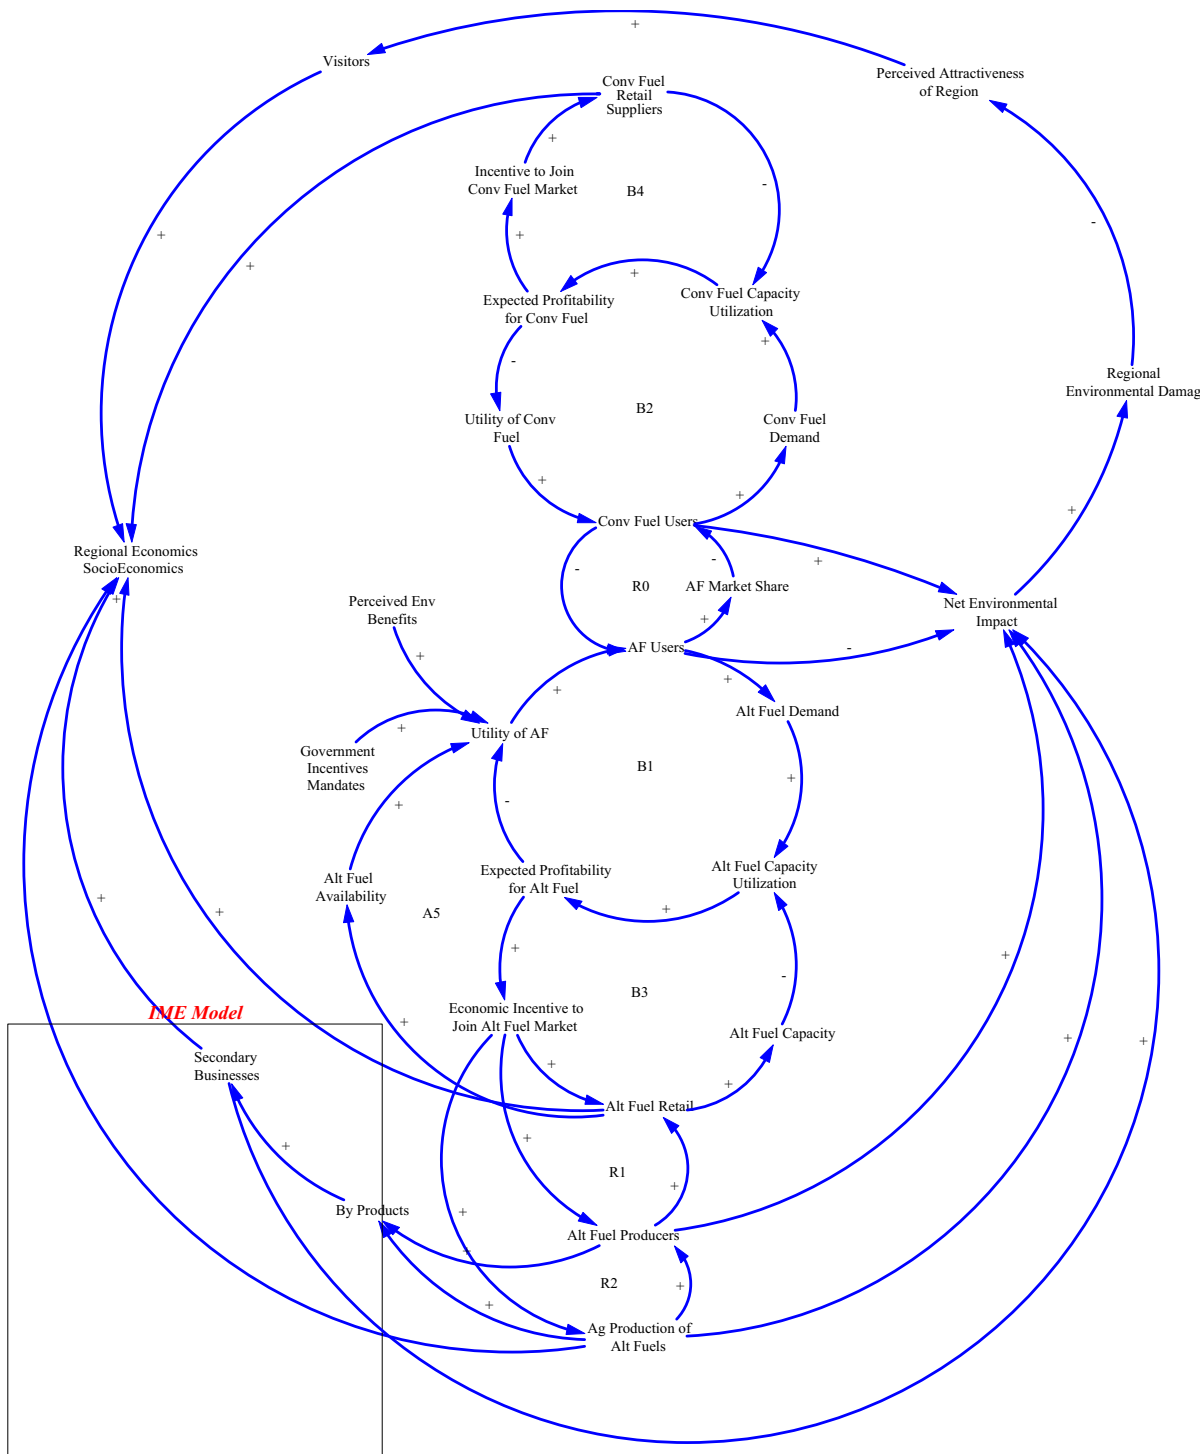 +
Visitors
Perceived Attractiveness
of Region
Conv Fuel
Retail
Suppliers
+
Incentive to Join
Conv Fuel Market
B4
-
-
+
+
+
+
Expected Profitability
for Conv Fuel
Conv Fuel Capacity
Utilization
+
-
Regional
Environmental Damag
B2
Utility of Conv
Fuel
Conv Fuel
Demand
+
+
+
Conv Fuel Users
Regional Economics
SocioEconomics
-
-
+
R0
AF Market Share
+
Perceived Env
Benefits
Net Environmental
Impact
+
AF Users
-
+
+
+
Alt Fuel Demand
+
Utility of AF
Government
Incentives
Mandates
B1
+
-
+
Alt Fuel
Availability
Expected Profitability
for Alt Fuel
Alt Fuel Capacity
Utilization
+
+
+
A5
+
+
-
B3
IME Model
Economic Incentive to
Join Alt Fuel Market
+
Alt Fuel Capacity
+
+
Secondary
Businesses
+
+
Alt Fuel Retail
+
+
R1
+
By Products
+
Alt Fuel Producers
+
R2
+
+
Ag Production of
Alt Fuels